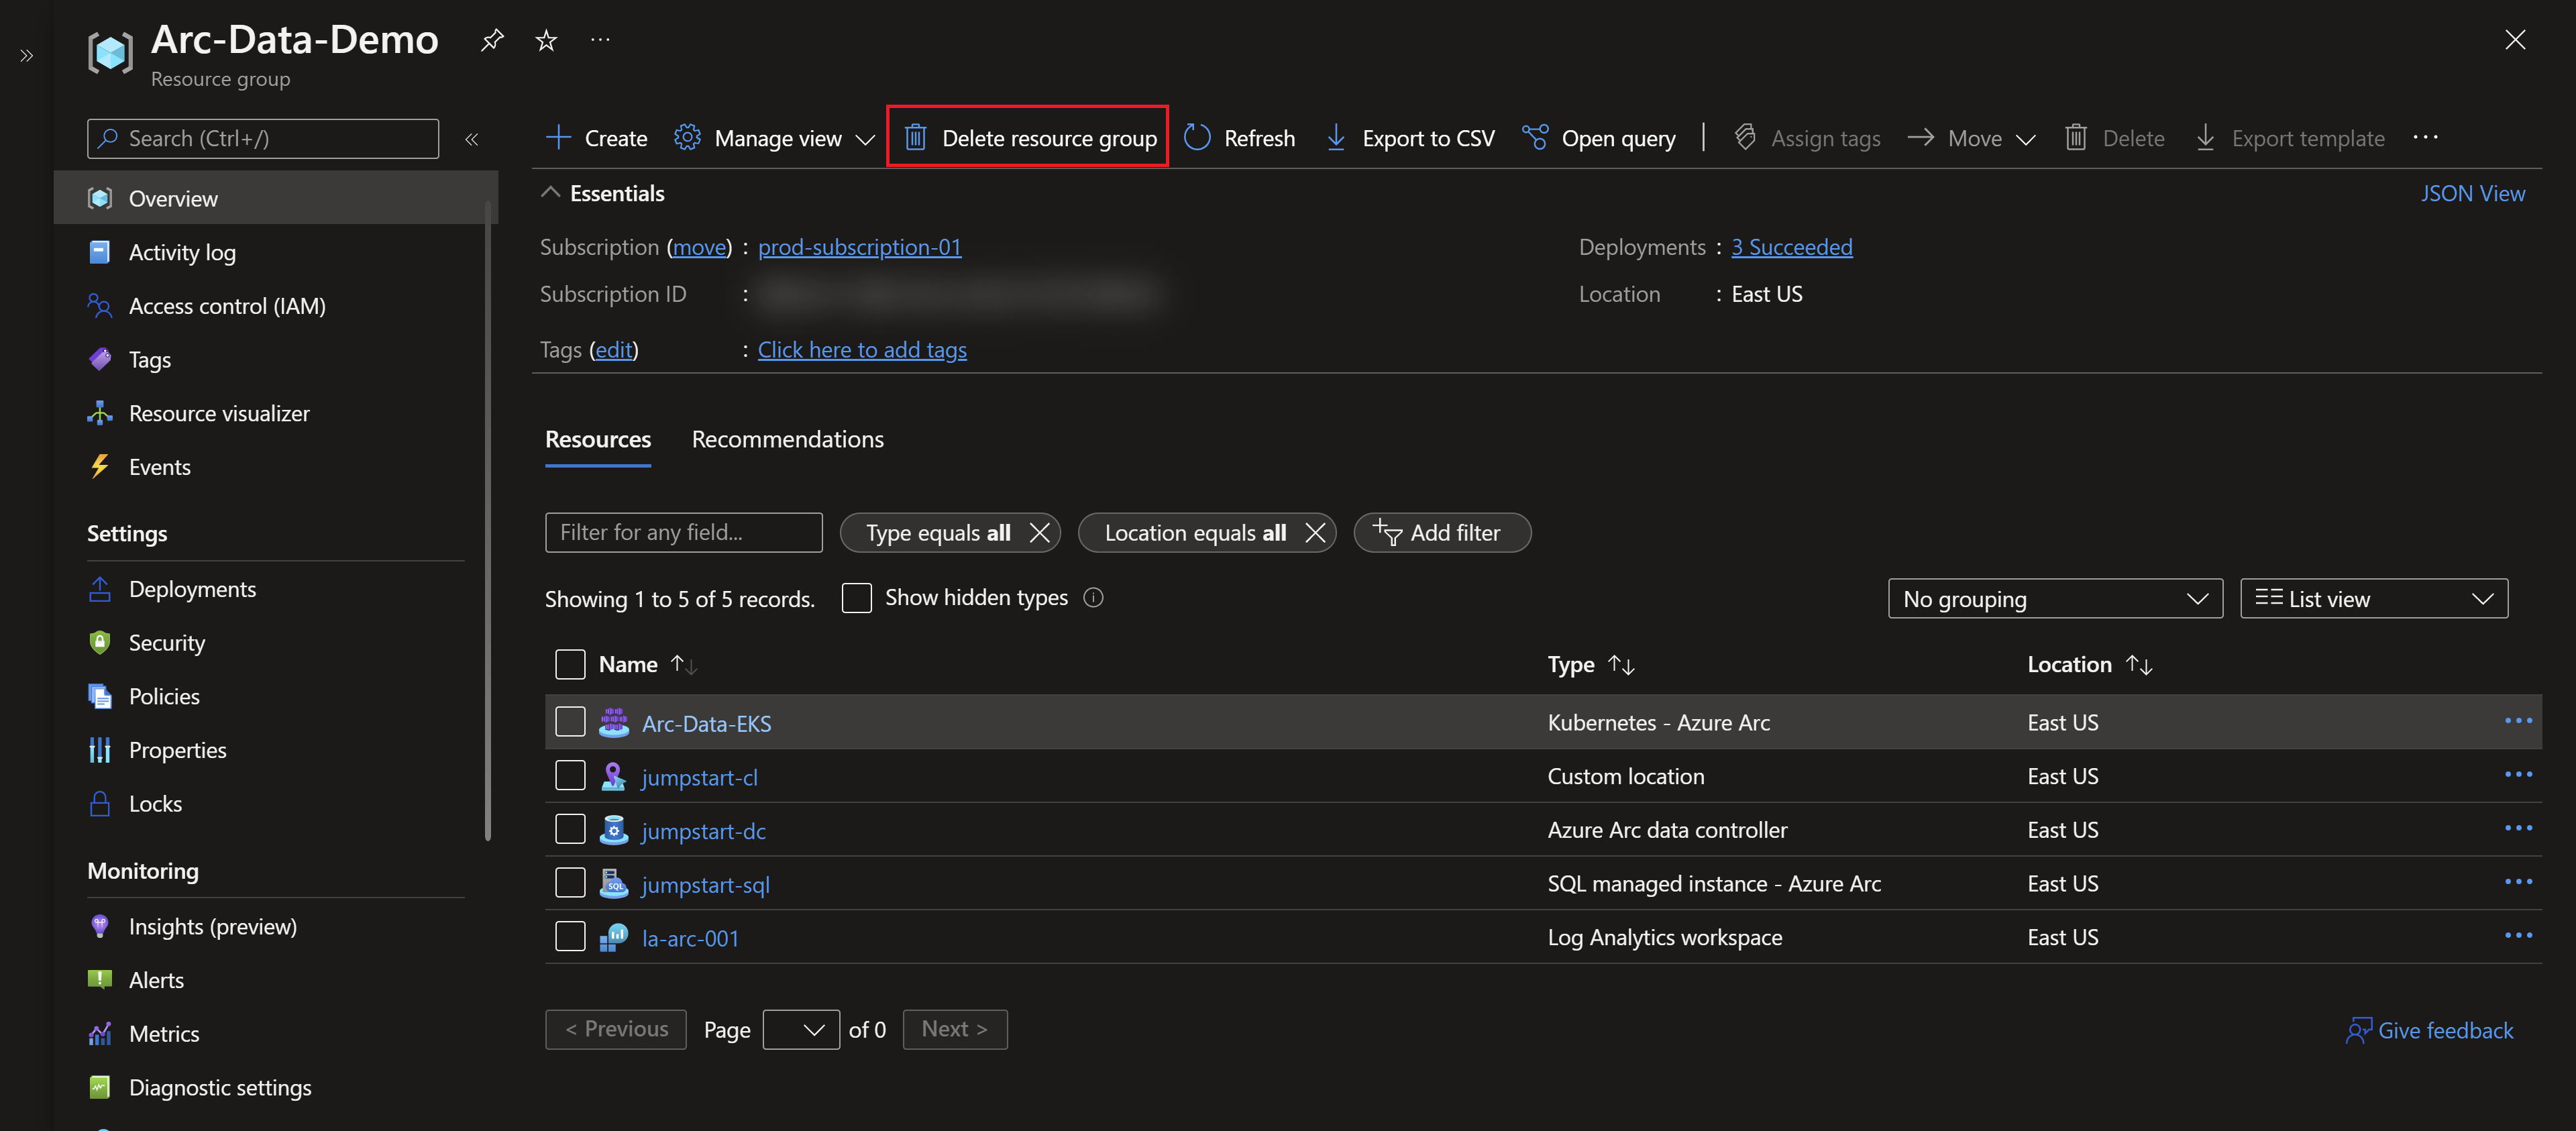 Arc-Data-Demo
Resource group
Search (Ctrl+/)
Overview
Activity log
Access control (IAM)
Tags
Resource visualizer
Events
Settings
Deployments
Security
Policies
Properties
Locks
Monitoring
Insights (preview)
Alerts
Metrics
Diagnostic settings
Create Manage view Delete resource group Refresh Export to CSV Open query Assign tags Move Delete Export template
Essentials JSON View
Subscription (move) : prod-subscription-01
Subscription ID :
Tags (edit) : Click here to add tags
Deployments : 3 Succeeded
Location : East US
Resources Recommendations
Filter for any field... Type equals all Location equals all Add filter
Showing 1 to 5 of 5 records. Show hidden types No grouping List view
Name Type Location
Arc-Data-EKS Kubernetes - Azure Arc East US
jumpstart-cl Custom location East US
jumpstart-dc Azure Arc data controller East US
jumpstart-sql SQL managed instance - Azure Arc East US
la-arc-001 Log Analytics workspace East US
< Previous Page of 0 Next > Give feedback